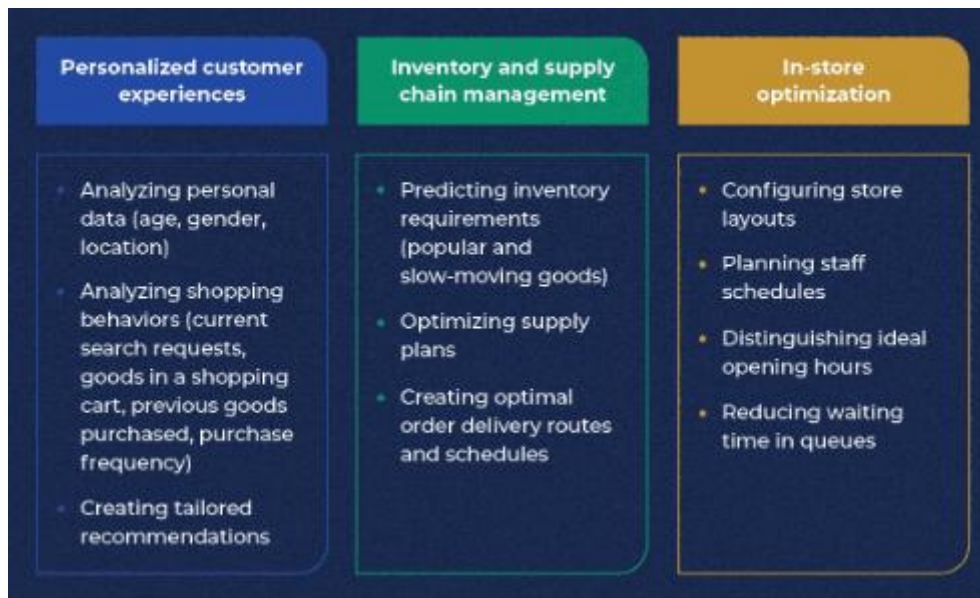 Personalized customer
experiences
Analyzing personal
data (age, gender,
location)
Analyzing shopping
behaviors (current
search requests,
goods in a shopping
cart, previous goods
purchased, purchase
frequency)
Creating tailored
recommendations
Inventory and supply
chain management
Predicting inventory
requirements
(popular and
slow-moving goods)
Optimizing supply
plans
Creating optimal
order delivery routes
and schedules
In-store
optimization
Configuring store
layouts
Planning staff
schedules
Distinguishing ideal
opening hours
Reducing waiting
time in queues